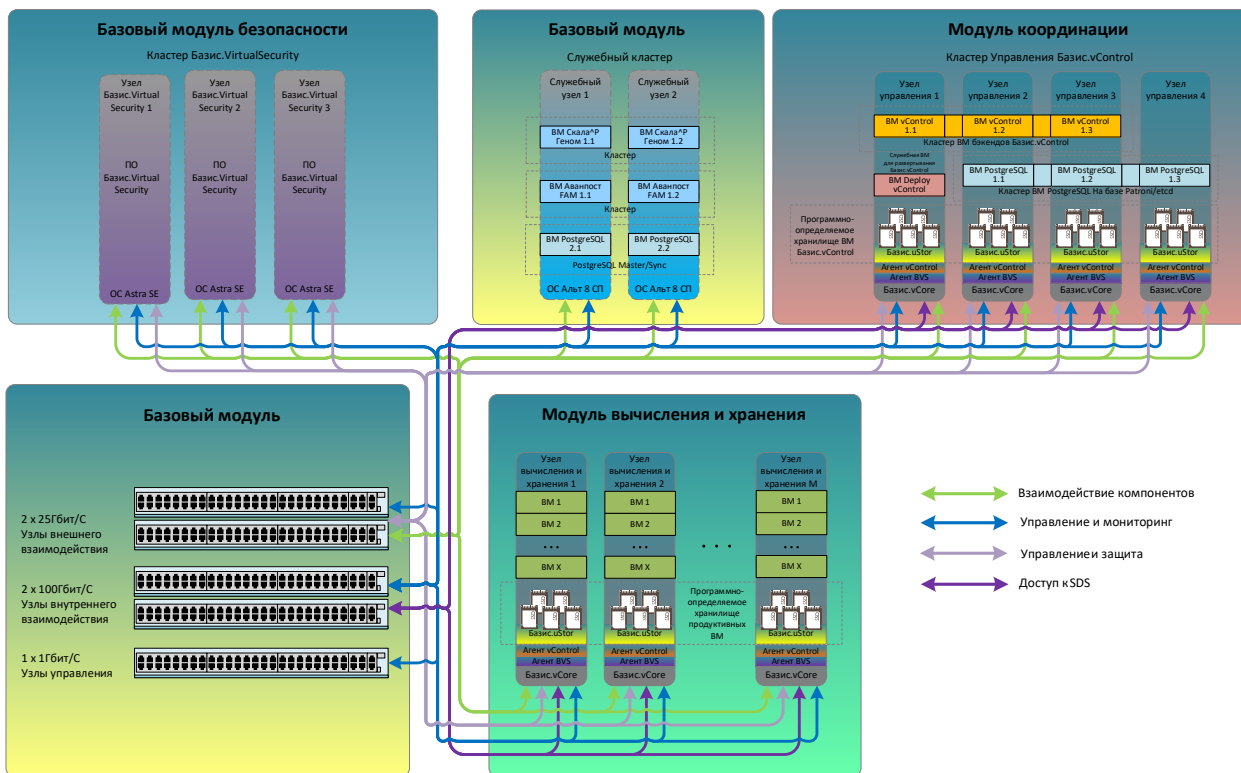 Базовый модуль безопасности
Кластер Базис.VirtualSecurity
Узел
Базис.Virtual
Security 1
Узел
Базис.Virtual
Security 2
Узел
Базис.Virtual
Security 3
ПО
Базис.Virtual
Security
ПО
Базис.Virtual
Security
ПО
Базис.Virtual
Security
ОС Astra SE
ОС Astra SE
ОС Astra SE
Базовый модуль
Служебный кластер
Служебный
узел 1
Служебный
узел 2
ВМ Скала^Р
Геном 1.1
ВМ Скала^Р
Геном 1.2
Кластер
ВМ Аванпост
FAM 1.1
ВМ Аванпост
FAM 1.2
Кластер
ВМ PostgreSQL
2.1
ВМ PostgreSQL
2.2
PostgreSQL Master/Sync
ОС Альт 8 СП
ОС Альт 8 СП
Модуль координации
Кластер Управления Базис.vControl
Узел
управления 1
Узел
управления 2
Узел
управления 3
Узел
управления 4
ВМ vControl
1.1
ВМ vControl
1.2
ВМ vControl
1.3
Кластер ВМ бэкендов Базис.vControl
Служебная ВМ
для развертывания
Базис.vControl
ВМ Deploy
vControl
ВМ PostgreSQL
1.1
ВМ PostgreSQL
1.2
ВМ PostgreSQL
1.3
Кластер ВМ PostgreSQL На базе Patroni/etcd
Программно-
определяемое
хранилище ВМ
Базис.vControl
Базис.uStor
Базис.uStor
Базис.uStor
Базис.uStor
Агент vControl
Агент vControl
Агент vControl
Агент vControl
Агент BVS
Агент BVS
Агент BVS
Агент BVS
Базис.vCore
Базис.vCore
Базис.vCore
Базис.vCore
Базовый модуль
2 x 25Гбит/С
Узлы внешнего
взаимодействия
2 x 100Гбит/С
Узлы внутреннего
взаимодействия
1 x 1Гбит/С
Узлы управления
Модуль вычисления и хранения
Узел
вычисления и
хранения 1
Узел
вычисления и
хранения 2
Узел
вычисления и
хранения M
ВМ 1
ВМ 1
ВМ 1
ВМ 2
ВМ 2
ВМ 2
...
...
. . .
...
ВМ X
ВМ X
ВМ X
Программно-
определяемое
хранилище
продуктивных
ВМ
Базис.uStor
Базис.uStor
Базис.uStor
Агент vControl
Агент vControl
Агент vControl
Агент BVS
Агент BVS
Агент BVS
Базис.vCore
Базис.vCore
Базис.vCore
Взаимодействие компонентов
Управление и мониторинг
Управление и защита
Доступ к SDS